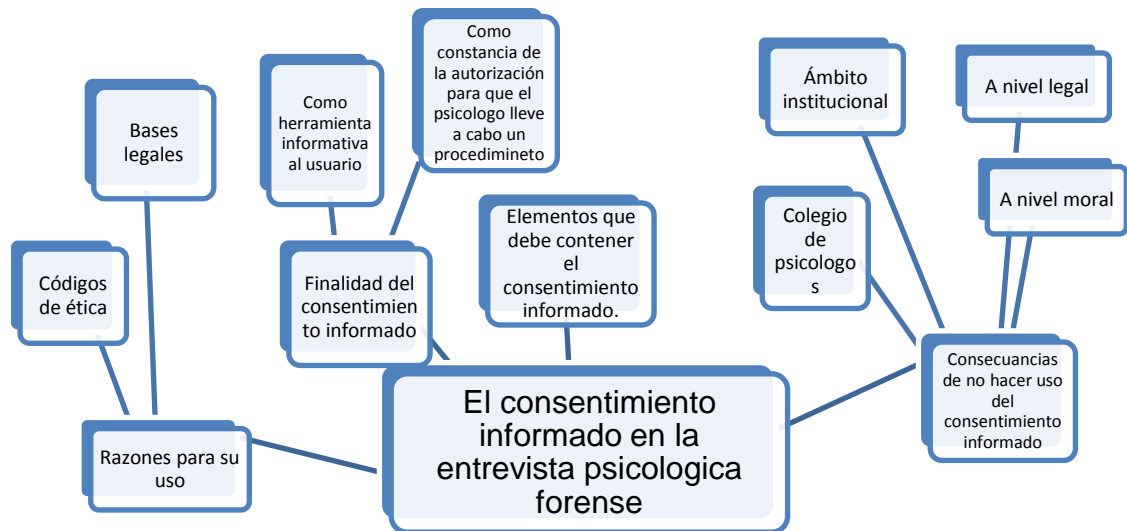 Como
constancia de
la autorización
para que el
psicologo lleve
a cabo un
procedimineto
Como
herramienta
informativa
al usuario
Bases
legales
Códigos
de ética
Razones para su
uso
Finalidad del
consentimien
to informado
Elementos que
debe contener
el
consentimiento
informado.
Ámbito
institucional
A nivel legal
A nivel moral
Colegio
de
psicologo
s
Consecuancias
de no hacer uso
del
consentimiento
informado
El consentimiento
informado en la
entrevista psicologica
forense